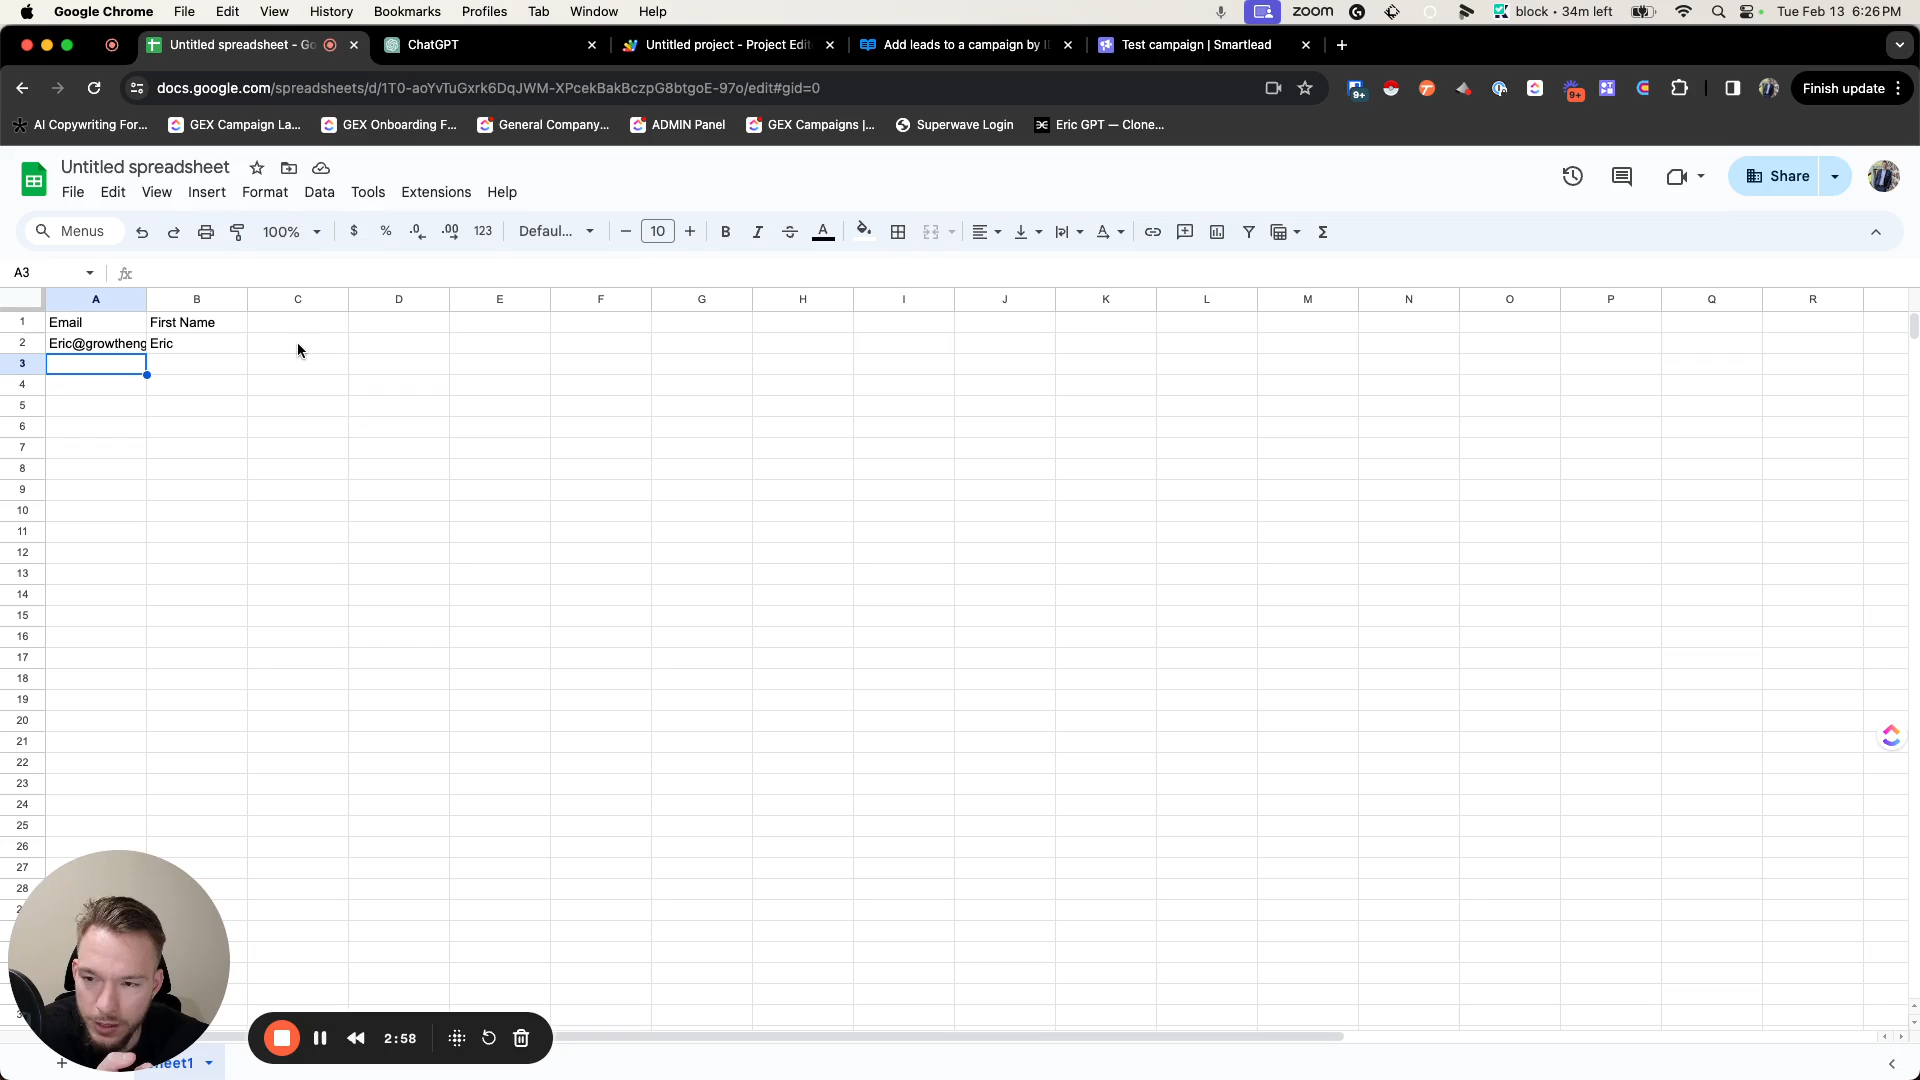 Google Chrome File Edit View History Bookmarks Profiles Tab Window Help zoom block • 34m left Tue Feb 13 6:26 PM
Untitled spreadsheet - Go ChatGPT Untitled project - Project Edit Add leads to a campaign by I Test campaign | Smartlead
docs.google.com/spreadsheets/d/1T0-aoYvTuGxrk6DqJWM-XPcekBakBczpG8btgoE-97o/edit#gid=0 9+ 9+ Finish update
AI Copywriting For... GEX Campaign La... GEX Onboarding F... General Company... ADMIN Panel GEX Campaigns |... Superwave Login Eric GPT — Clone...
Untitled spreadsheet
File Edit View Insert Format Data Tools Extensions Help
Share
Menus 100% $ % .0 .00 123 Defaul... 10 B I A
A3 fx
A B C D E F G H I J K L M N O P Q R
1 Email First Name
2 Eric@growtheng Eric
3
4
5
6
7
8
9
10
11
12
13
14
15
16
17
18
19
20
21
22
23
24
25
26
27
28
2:58
heet1